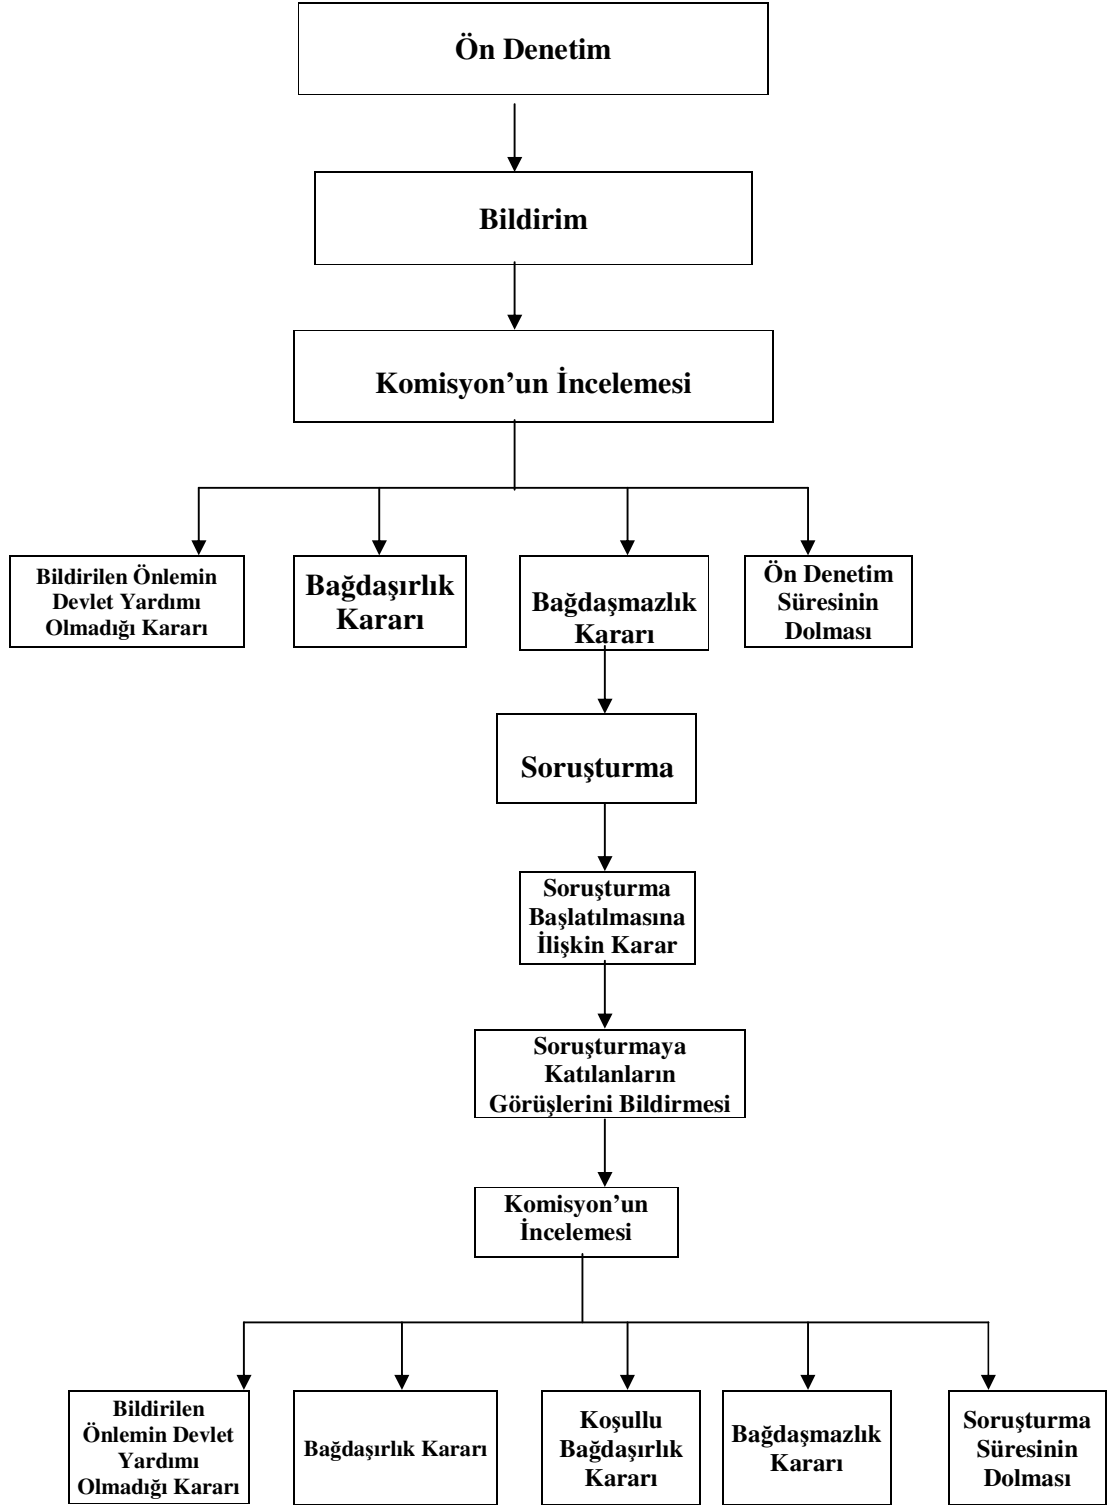 Ön Denetim
Bildirim
Komisyon’un İncelemesi
Bildirilen Önlemin
Devlet Yardımı
Olmadığı Kararı
Bağdaşırlık
Kararı
Bağdaşmazlık
Kararı
Ön Denetim
Süresinin
Dolması
Soruşturma
Soruşturma
Başlatılmasına
İlişkin Karar
Soruşturmaya
Katılanların
Görüşlerini Bildirmesi
Komisyon’un
İncelemesi
Bildirilen
Önlemin Devlet
Yardımı
Olmadığı Kararı
Bağdaşırlık Kararı
Koşullu
Bağdaşırlık
Kararı
Bağdaşmazlık
Kararı
Soruşturma
Süresinin
Dolması